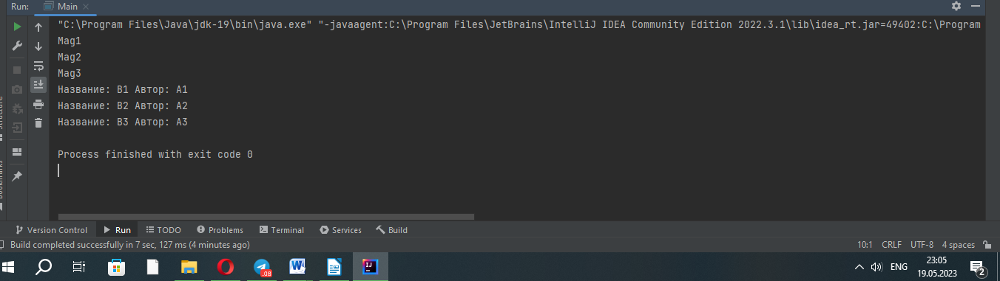 Run: Main
"C:\Program Files\Java\jdk-19\bin\java.exe" "-javaagent:C:\Program Files\JetBrains\IntelliJ IDEA Community Edition 2022.3.1\lib\idea_rt.jar=49402:C:\Program
Mag1
Mag2
Mag3
Название: B1 Автор: A1
Название: B2 Автор: A2
Название: B3 Автор: A3
Process finished with exit code 0
Version Control Run TODO Problems Terminal Services Build
Build completed successfully in 7 sec, 127 ms (4 minutes ago) 10:1 CRLF UTF-8 4 spaces
ENG 23:05
19.05.2023 2